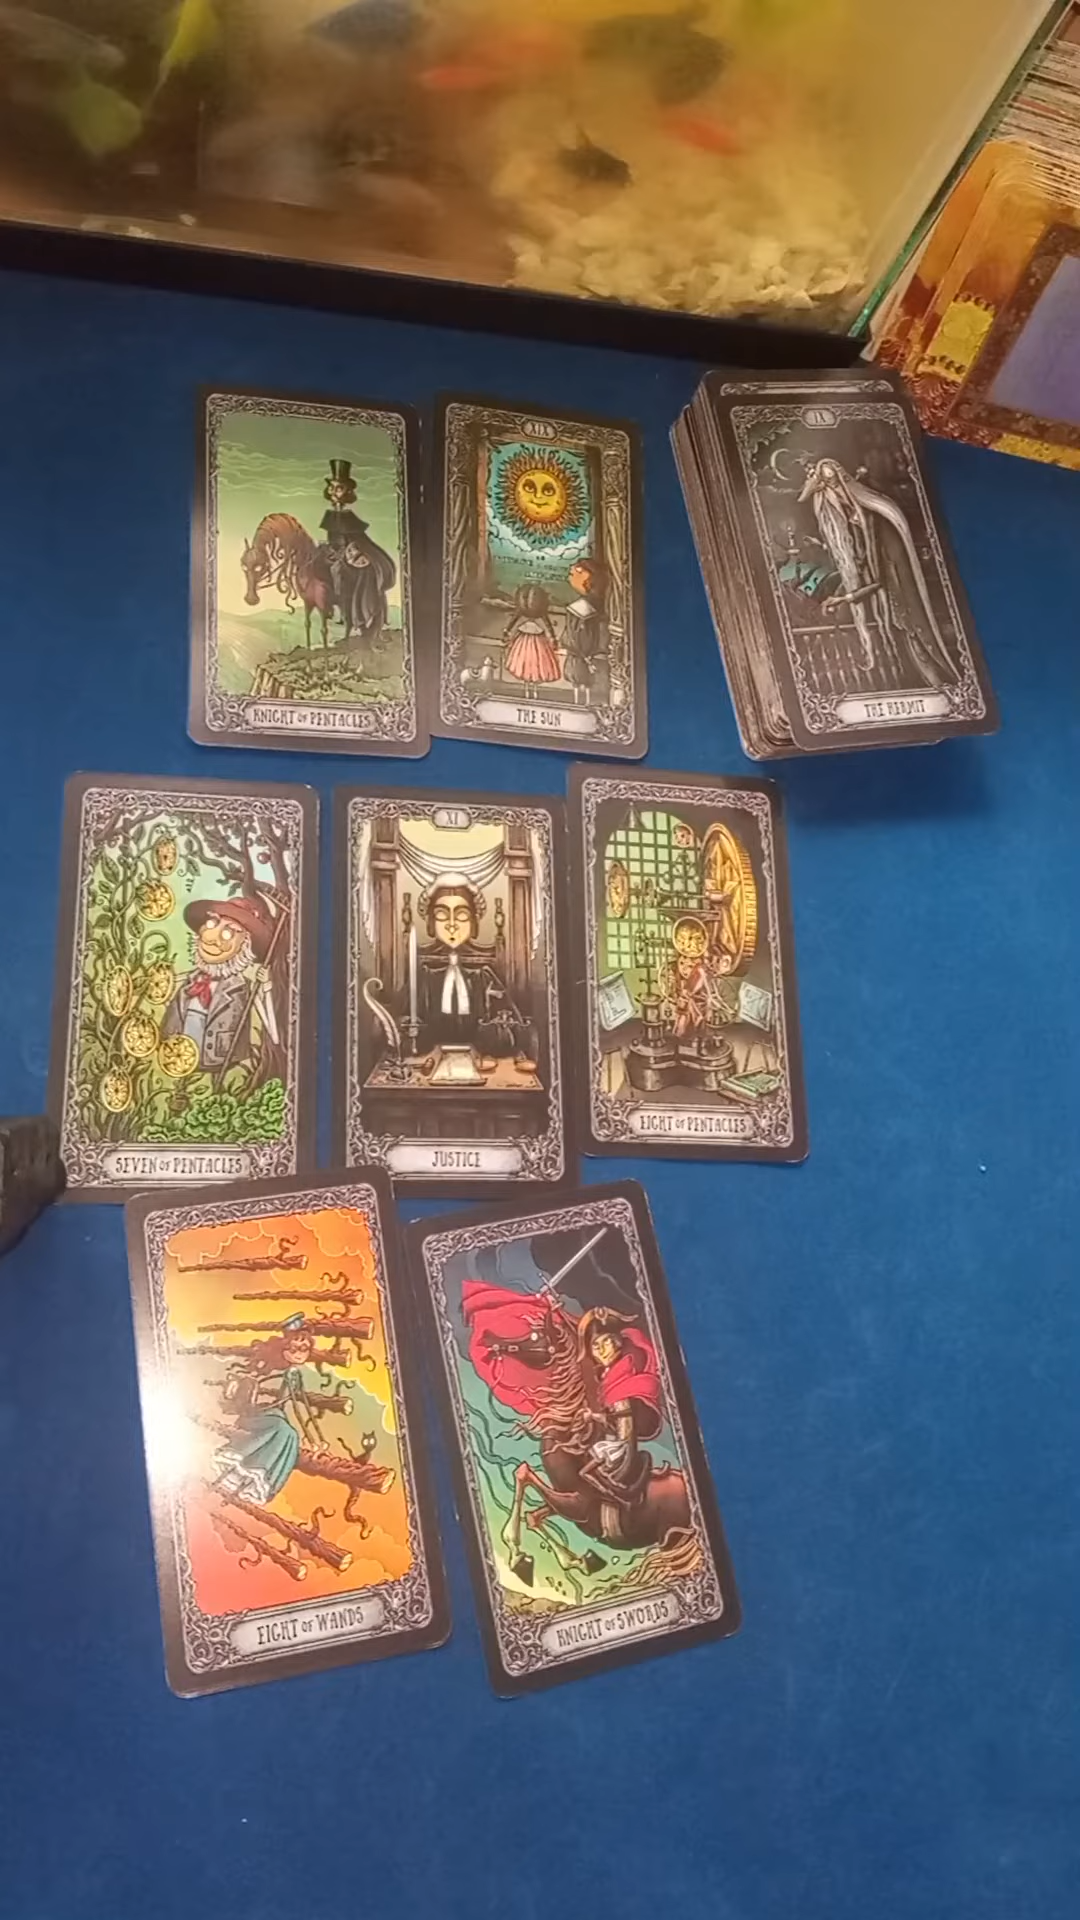 KNIGHT OF PENTACLES
XIX
THE SUN
IX
THE HERMIT
SEVEN OF PENTACLES
XI
JUSTICE
EIGHT OF PENTACLES
EIGHT OF WANDS
KNIGHT OF SWORDS